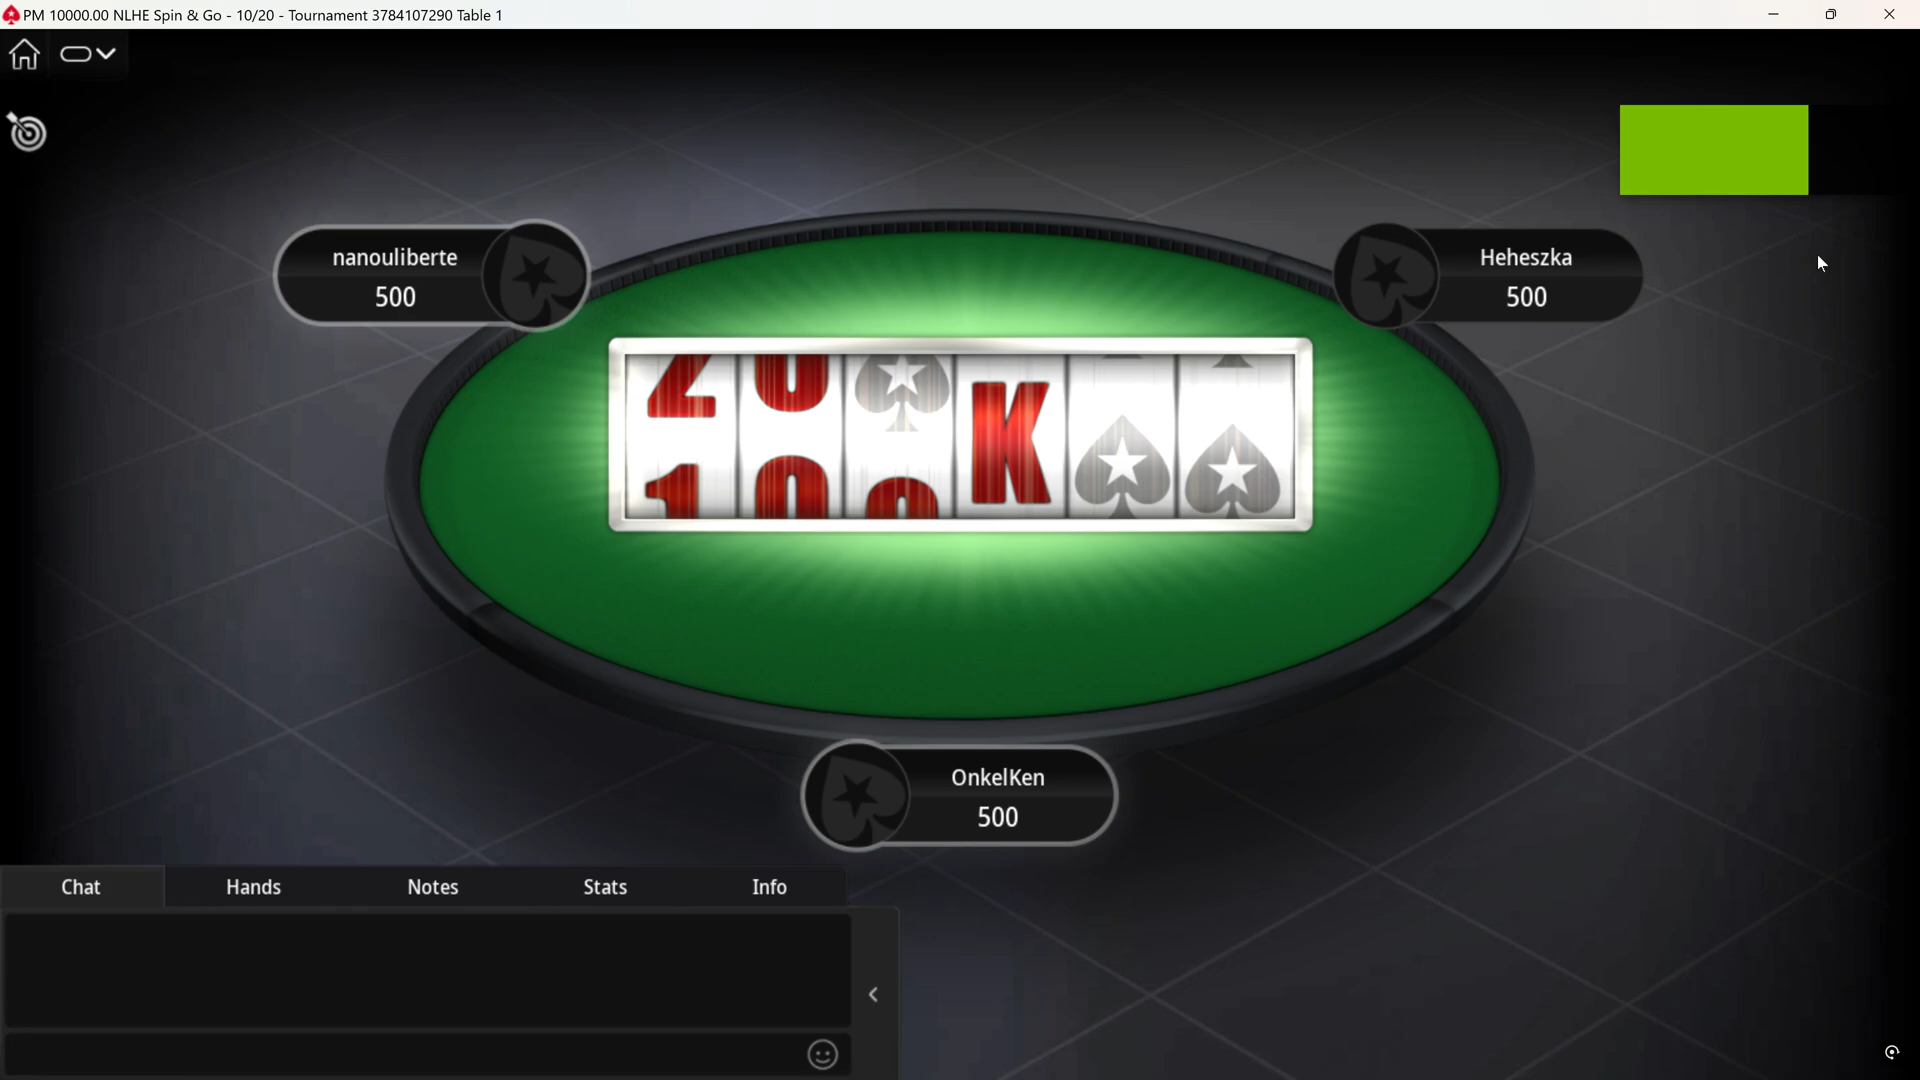 PM 10000.00 NLHE Spin & Go - 10/20 - Tournament 3784107290 Table 1
nanouliberte
500
Heheszka
500
K
OnkelKen
500
Chat
Hands
Notes
Stats
Info